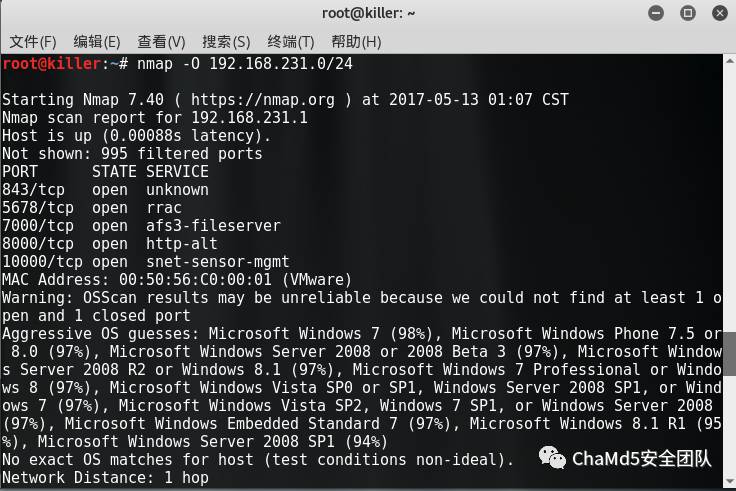 root@killer: ~
文件(F) 编辑(E) 查看(V) 搜索(S) 终端(T) 帮助(H)
root@killer:~# nmap -O 192.168.231.0/24
Starting Nmap 7.40 ( https://nmap.org ) at 2017-05-13 01:07 CST
Nmap scan report for 192.168.231.1
Host is up (0.00088s latency).
Not shown: 995 filtered ports
PORT      STATE SERVICE
843/tcp   open  unknown
5678/tcp  open  rrac
7000/tcp  open  afs3-fileserver
8000/tcp  open  http-alt
10000/tcp open  snet-sensor-mgmt
MAC Address: 00:50:56:C0:00:01 (VMware)
Warning: OSScan results may be unreliable because we could not find at least 1 o
pen and 1 closed port
Aggressive OS guesses: Microsoft Windows 7 (98%), Microsoft Windows Phone 7.5 or
 8.0 (97%), Microsoft Windows Server 2008 or 2008 Beta 3 (97%), Microsoft Window
s Server 2008 R2 or Windows 8.1 (97%), Microsoft Windows 7 Professional or Windo
ws 8 (97%), Microsoft Windows Vista SP0 or SP1, Windows Server 2008 SP1, or Wind
ows 7 (97%), Microsoft Windows Vista SP2, Windows 7 SP1, or Windows Server 2008
(97%), Microsoft Windows Embedded Standard 7 (97%), Microsoft Windows 8.1 R1 (95
%), Microsoft Windows Server 2008 SP1 (94%)
No exact OS matches for host (test conditions non-ideal).
Network Distance: 1 hop
ChaMd5安全团队